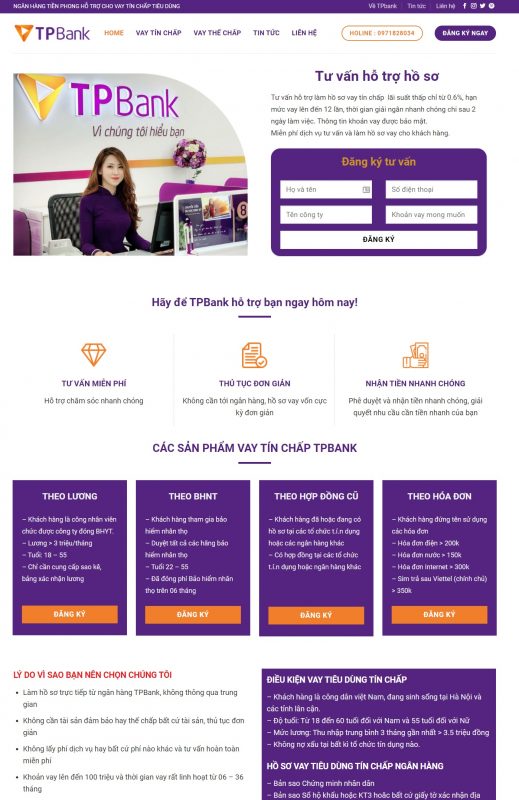 NGÂN HÀNG TIÊN PHONG HỖ TRỢ CHO VAY TÍN CHẤP TIÊU DÙNG
Về TPbank Tin tức Liên hệ
TPBank HOME VAY TÍN CHẤP VAY THẾ CHẤP TIN TỨC LIÊN HỆ HOLINE : 0971828034 ĐĂNG KÝ NGAY
TPBank
Vì chúng tôi hiểu bạn
Tư vấn hỗ trợ hồ sơ
Tư vấn hỗ trợ làm hồ sơ vay tín chấp lãi suất thấp chỉ từ 0.6%, hạn
mức vay lên đến 12 lần, thời gian giải ngân nhanh chóng chỉ sau 2
ngày làm việc. Thông tin khoản vay được bảo mật.
Miễn phí dịch vụ tư vấn và làm hồ sơ vay cho khách hàng.
Đăng ký tư vấn
Họ và tên
Số điện thoại
Tên công ty
Khoản vay mong muốn
ĐĂNG KÝ
Hãy để TPBank hỗ trợ bạn ngay hôm nay!
TƯ VẤN MIỄN PHÍ
Hỗ trợ chăm sóc nhanh chóng
THỦ TỤC ĐƠN GIẢN
Không cần tới ngân hàng, hồ sơ vay vốn cực
kỳ đơn giản
NHẬN TIỀN NHANH CHÓNG
Phê duyệt và nhận tiền nhanh chóng, giải
quyết nhu cầu cần tiền nhanh của bạn
CÁC SẢN PHẨM VAY TÍN CHẤP TPBANK
THEO LƯƠNG
– Khách hàng là công nhân viên
chức được công ty đóng BHYT.
– Lương > 3 triệu/tháng
– Tuổi: 18 – 55
– Chỉ cần cung cấp sao kê,
bảng xác nhận lương
ĐĂNG KÝ
THEO BHNT
– Khách hàng tham gia bảo
hiểm nhân thọ
– Duyệt tất cả các hãng bảo
hiểm nhân thọ
– Tuổi 22 – 55
– Đã đóng phí Bảo hiểm nhân
thọ trên 06 tháng
ĐĂNG KÝ
THEO HỢP ĐỒNG CŨ
– Khách hàng đã hoặc đang có
hồ sơ tại các tổ chức t.í.n dụng
hoặc các ngân hàng khác
– Có hợp đồng tại các tổ chức
t.í.n dụng hoặc ngân hàng khác
ĐĂNG KÝ
THEO HÓA ĐƠN
– Khách hàng đứng tên sử dụng
các hóa đơn
– Hóa đơn điện > 200k
– Hóa đơn nước > 150k
– Hóa đơn Internet > 300k
– Sim trả sau Viettel (chính chủ)
> 350k
ĐĂNG KÝ
LÝ DO VÌ SAO BẠN NÊN CHỌN CHÚNG TÔI
Làm hồ sơ trực tiếp từ ngân hàng TPBank, không thông qua trung
gian
Không cần tài sản đảm bảo hay thế chấp bất cứ tài sản, thủ tục đơn
giản
Không lấy phí dịch vụ hay bất cứ phí nào khác và tư vấn hoàn toàn
miễn phí
Khoản vay lên đến 100 triệu và thời gian vay rất linh hoạt từ 06 – 36
tháng
ĐIỀU KIỆN VAY TIÊU DÙNG TÍN CHẤP
– Khách hàng là công dân việt Nam, đang sinh sống tại Hà Nội và
các tỉnh lân cận.
– Độ tuổi: Từ 18 đến 60 tuổi đối với Nam và 55 tuổi đối với Nữ
– Mức lương: Thu nhập trung bình 3 tháng gần nhất > 3.5 triệu đồng
– Không nợ xấu tại bất kì tổ chức tín dụng nào.
HỒ SƠ VAY TIÊU DÙNG TÍN CHẤP NGÂN HÀNG
– Bản sao Chứng minh nhân dân
– Bản sao Sổ hộ khẩu hoặc KT3 hoặc bất cứ giấy tờ xác nhận địa